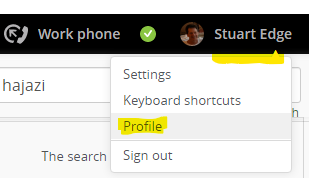 Work phone Stuart Edge
Settings
hajazi
Keyboard shortcuts
h
Profile
The search
Sign out